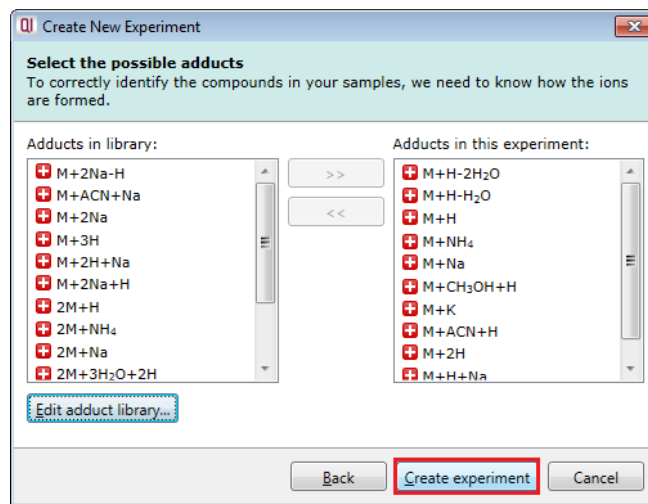 QI Create New Experiment
Select the possible adducts
To correctly identify the compounds in your samples, we need to know how the ions
are formed.
Adducts in library:
M+2Na-H
M+ACN+Na
M+2Na
M+3H
M+2H+Na
M+2Na+H
2M+H
2M+NH₄
2M+Na
2M+3H₂O+2H
Edit adduct library...
>>
<<
Adducts in this experiment:
M+H-2H₂O
M+H-H₂O
M+H
M+NH₄
M+Na
M+CH₃OH+H
M+K
M+ACN+H
M+2H
M+H+Na
Back
Create experiment
Cancel